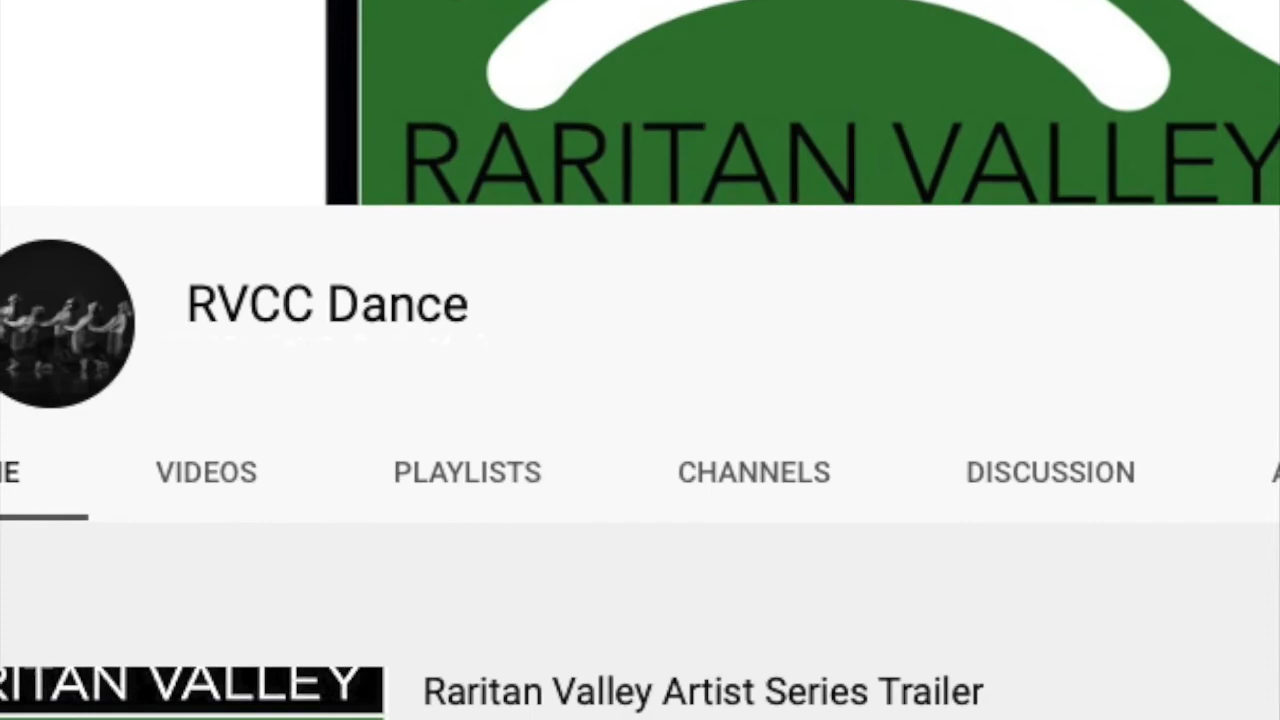 RARITAN VALLEY
RVCC Dance
VIDEOS PLAYLISTS CHANNELS DISCUSSION
RITAN VALLEY
Raritan Valley Artist Series Trailer